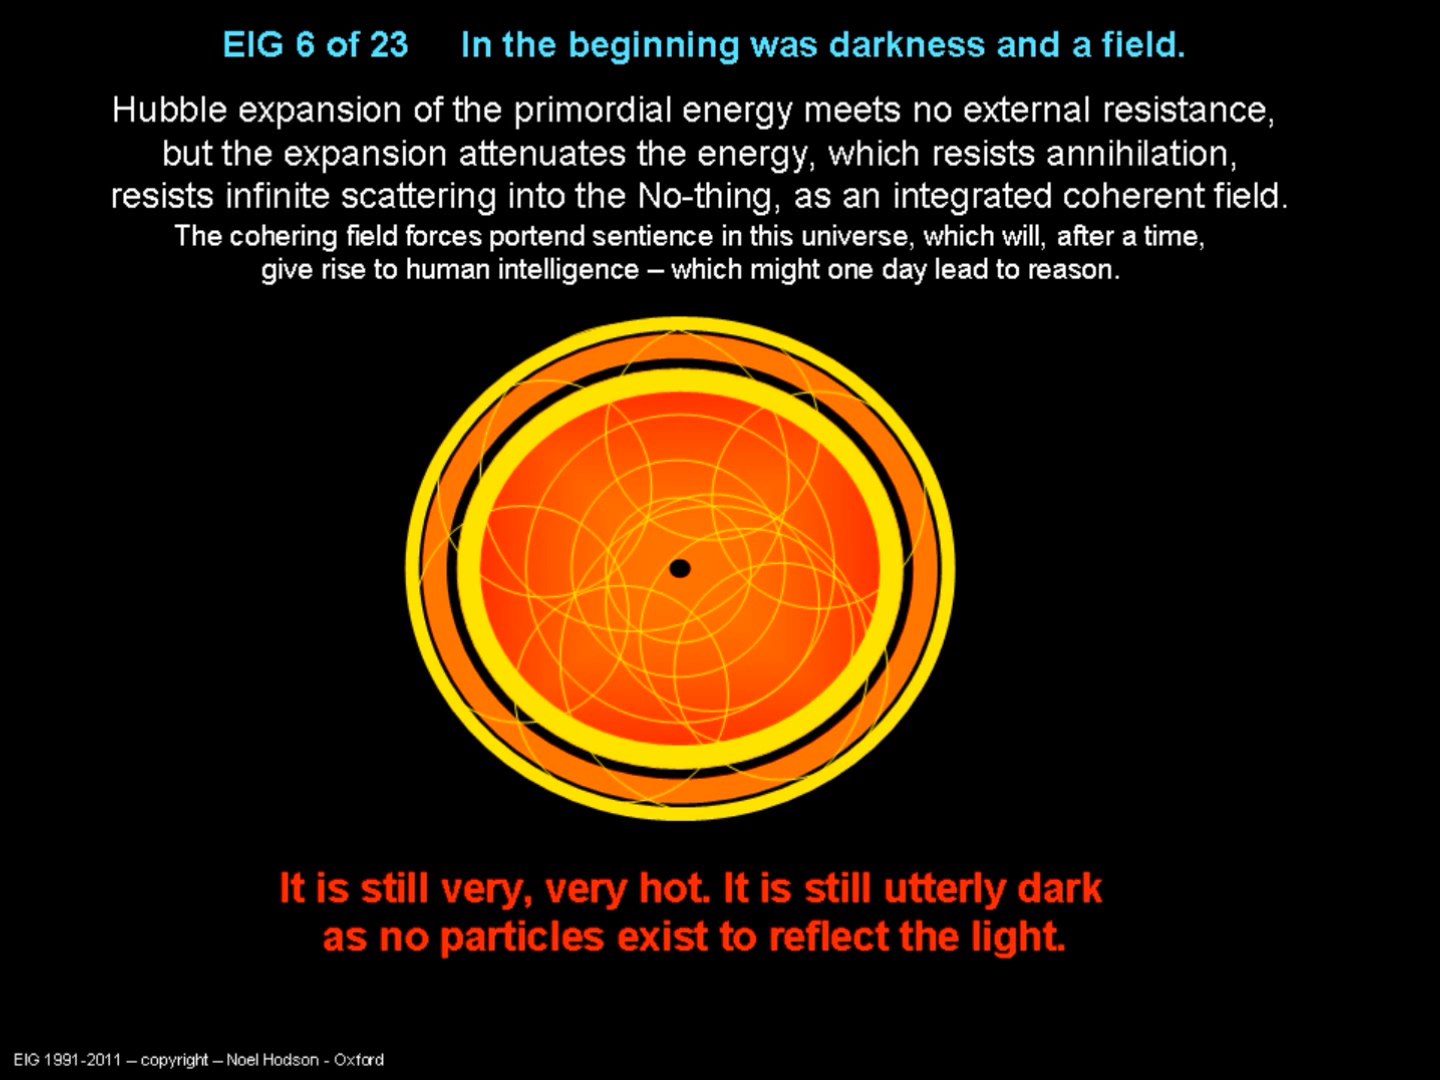 EIG 6 of 23 In the beginning was darkness and a field.
Hubble expansion of the primordial energy meets no external resistance,
but the expansion attenuates the energy, which resists annihilation,
resists infinite scattering into the No-thing, as an integrated coherent field.
The cohering field forces portend sentience in this universe, which will, after a time,
give rise to human intelligence – which might one day lead to reason.
It is still very, very hot. It is still utterly dark
as no particles exist to reflect the light.
EIG 1991-2011 – copyright – Noel Hodson - Oxford